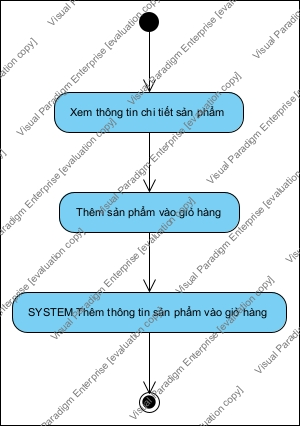 Xem thông tin chi tiết sản phẩm
Thêm sản phẩm vào giỏ hàng
SYSTEM Thêm thông tin sản phẩm vào giỏ hàng
Visual Paradigm Enterprise [evaluation copy]